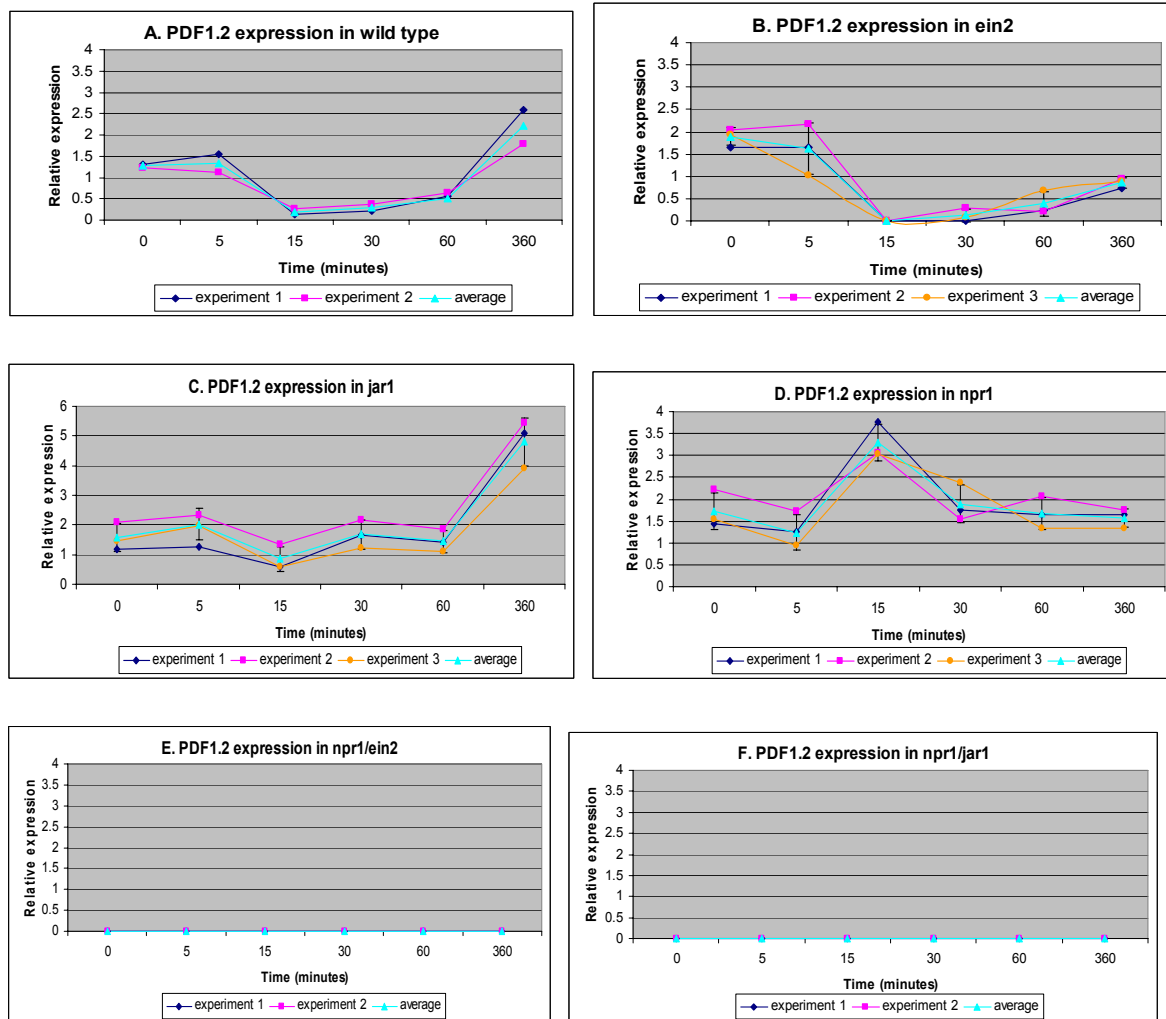 A. PDF1.2 expression in wild type
Relative expression
4
3.5
3
2.5
2
1.5
1
0.5
0
0 5 15 30 60 360
Time (minutes)
experiment 1 experiment 2 average
B. PDF1.2 expression in ein2
Relative expression
4
3.5
3
2.5
2
1.5
1
0.5
0
0 5 15 30 60 360
Time (minutes)
experiment 1 experiment 2 experiment 3 average
C. PDF1.2 expression in jar1
Relative expression
6
5
4
3
2
1
0
0 5 15 30 60 360
Time (minutes)
experiment 1 experiment 2 experiment 3 average
D. PDF1.2 expression in npr1
Relative expression
4
3.5
3
2.5
2
1.5
1
0.5
0
0 5 15 30 60 360
Time (minutes)
experiment 1 experiment 2 experiment 3 average
E. PDF1.2 expression in npr1/ein2
Relative expression
4
3.5
3
2.5
2
1.5
1
0.5
0
0 5 15 30 60 360
Time (minutes)
experiment 1 experiment 2 average
F. PDF1.2 expression in npr1/jar1
Relative expression
4
3.5
3
2.5
2
1.5
1
0.5
0
0 5 15 30 60 360
Time (minutes)
experiment 1 experiment 2 average